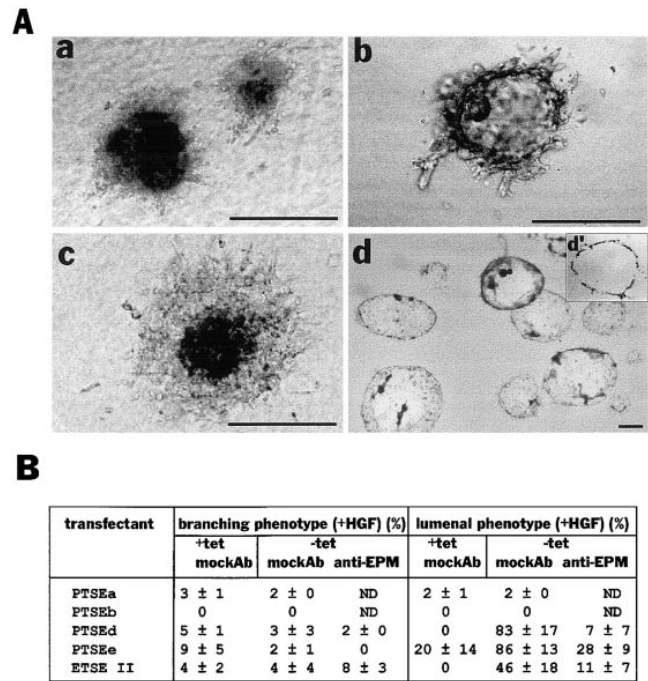 A
a
b
c
d
d'
B
transfectant branching phenotype (+HGF) (%) lumenal phenotype (+HGF) (%)
+tet -tet +tet -tet
mockAb mockAb anti-EPM mockAb mockAb anti-EPM
PTSEa 3 ± 1 2 ± 0 ND 2 ± 1 2 ± 0 ND
PTSEb 0 0 ND 0 0 ND
PTSEd 5 ± 1 3 ± 3 2 ± 0 0 83 ± 17 7 ± 7
PTSEe 9 ± 5 2 ± 1 0 20 ± 14 86 ± 13 28 ± 9
ETSE II 4 ± 2 4 ± 4 8 ± 3 0 46 ± 18 11 ± 7